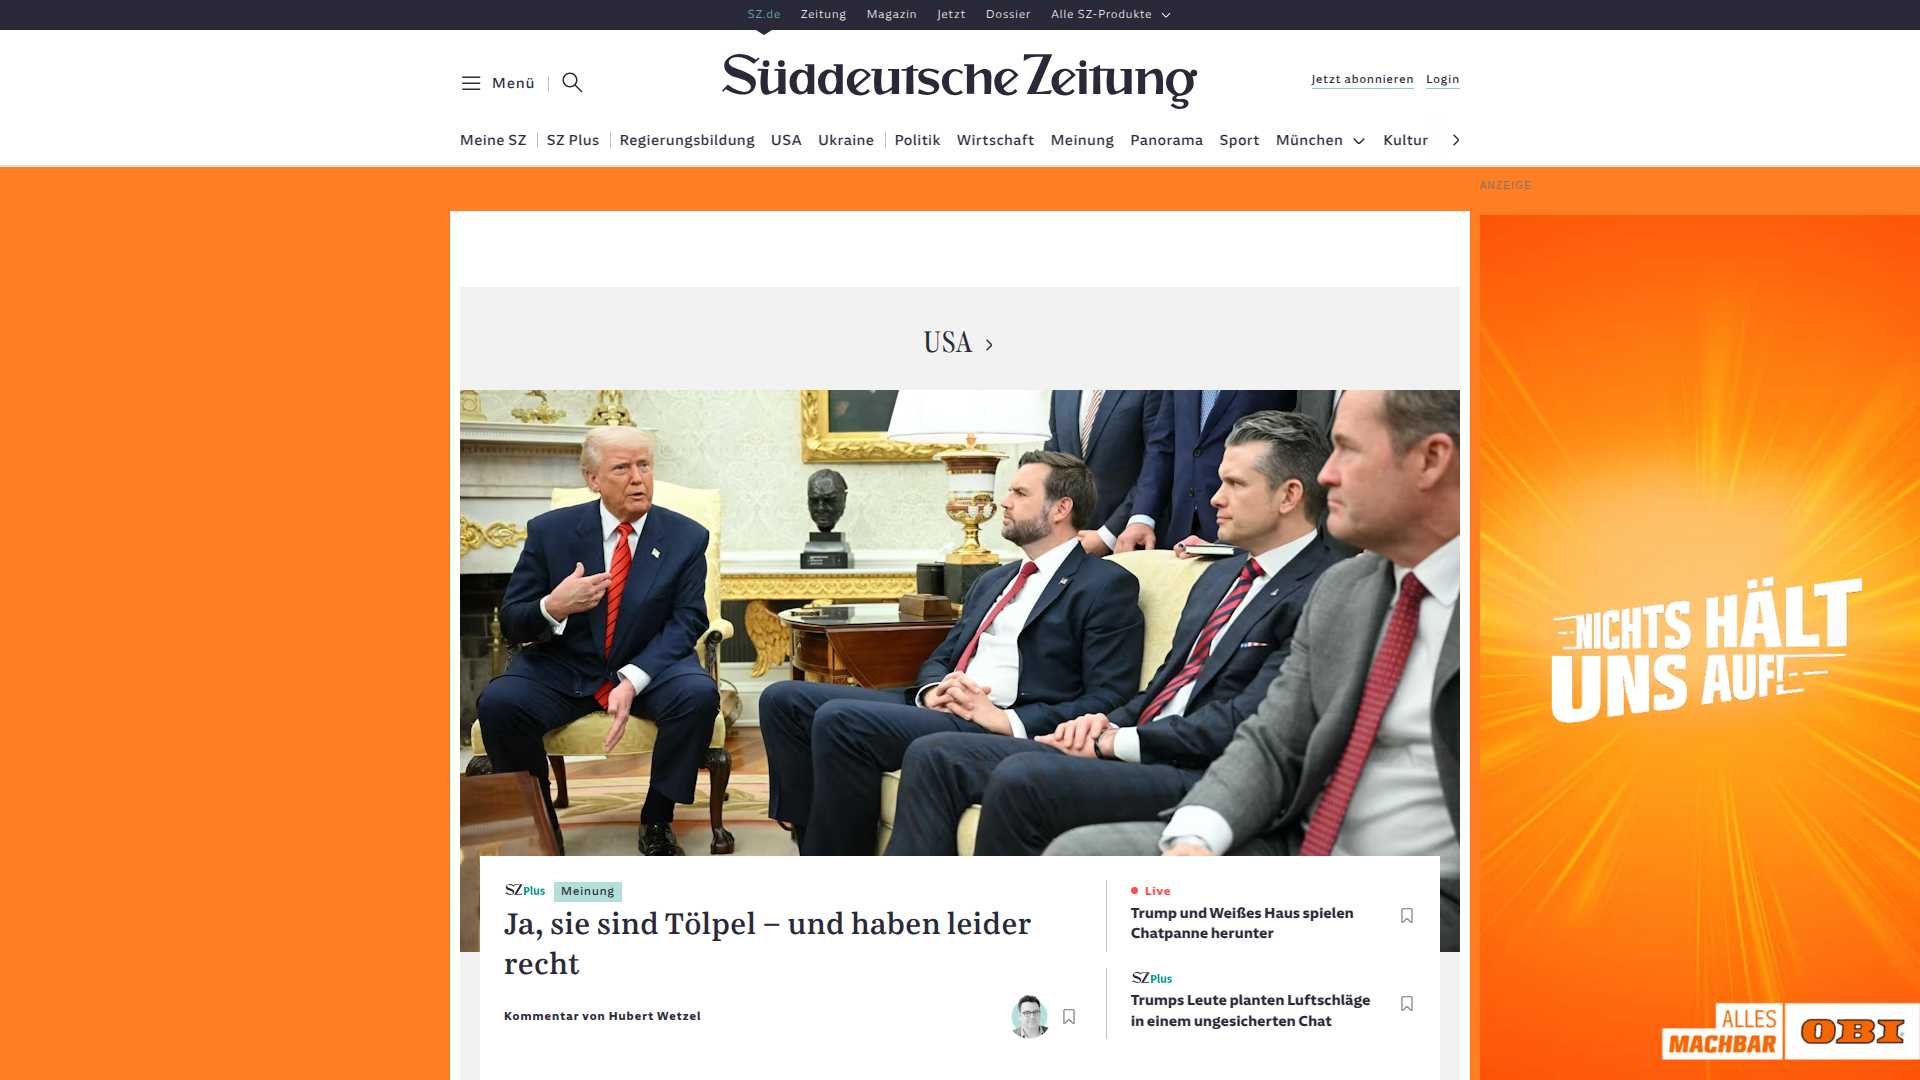 SZ.de Zeitung Magazin Jetzt Dossier Alle SZ-Produkte
Menü
Süddeutsche Zeitung
Jetzt abonnieren Login
Meine SZ SZ Plus Regierungsbildung USA Ukraine Politik Wirtschaft Meinung Panorama Sport München Kultur
ANZEIGE
USA
SZ Plus Meinung
Ja, sie sind Tölpel – und haben leider
recht
Kommentar von Hubert Wetzel
Live
Trump und Weißes Haus spielen
Chatpanne herunter
SZ Plus
Trumps Leute planten Luftschläge
in einem ungesicherten Chat
NICHTS HÄLT
UNS AUF!
ALLES
MACHBAR
OBI